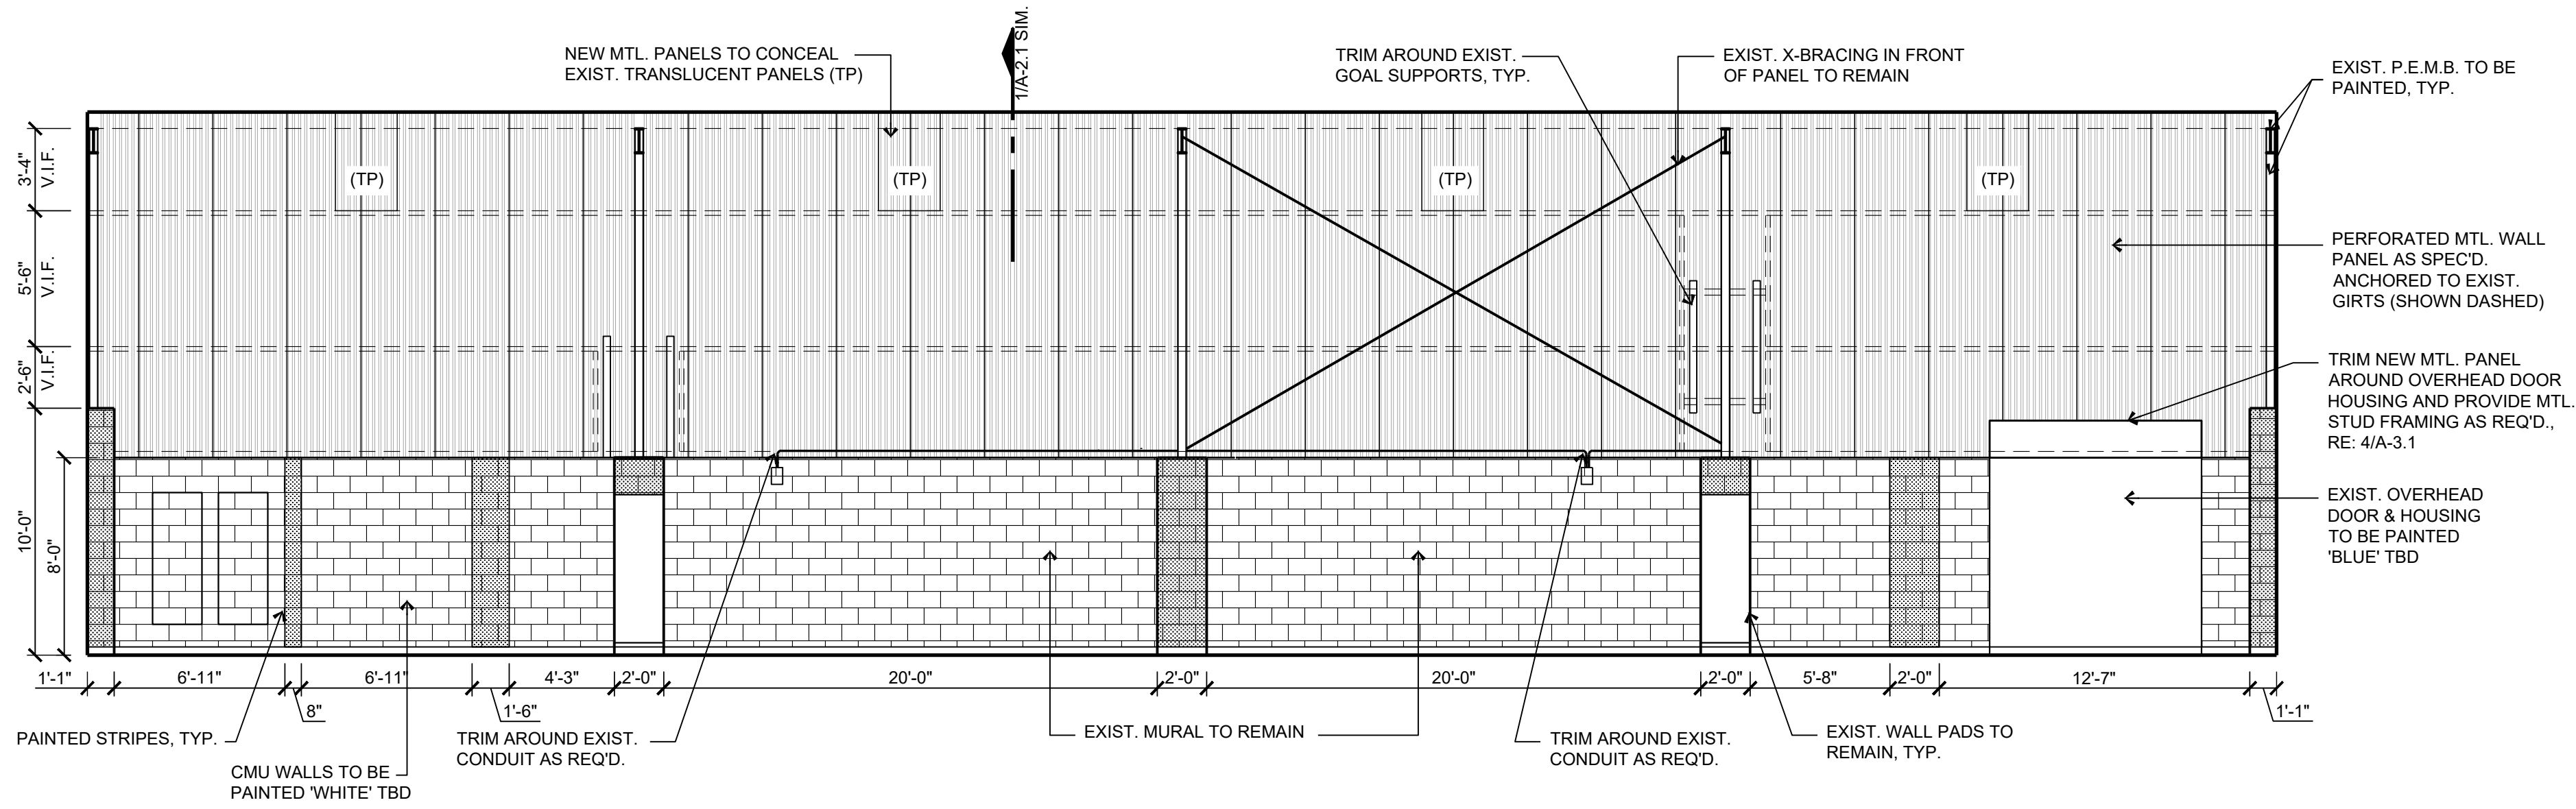 1/A-2.1 SIM.
NEW MTL. PANELS TO CONCEAL
EXIST. TRANSLUCENT PANELS (TP)
TRIM AROUND EXIST.
GOAL SUPPORTS, TYP.
EXIST. X-BRACING IN FRONT
OF PANEL TO REMAIN
EXIST. P.E.M.B. TO BE
PAINTED, TYP.
3'-4"
V.I.F.
(TP)
(TP)
(TP)
(TP)
5'-6"
V.I.F.
PERFORATED MTL. WALL
PANEL AS SPEC'D.
ANCHORED TO EXIST.
GIRTS (SHOWN DASHED)
2'-6"
V.I.F.
TRIM NEW MTL. PANEL
AROUND OVERHEAD DOOR
HOUSING AND PROVIDE MTL.
STUD FRAMING AS REQ'D.,
RE: 4/A-3.1
10'-0"
8'-0"
EXIST. OVERHEAD
DOOR & HOUSING
TO BE PAINTED
'BLUE' TBD
1'-1"
6'-11"
8"
6'-11"
1'-6"
4'-3"
2'-0"
20'-0"
2'-0"
20'-0"
2'-0"
5'-8"
2'-0"
12'-7"
1'-1"
PAINTED STRIPES, TYP.
CMU WALLS TO BE
PAINTED 'WHITE' TBD
TRIM AROUND EXIST.
CONDUIT AS REQ'D.
EXIST. MURAL TO REMAIN
TRIM AROUND EXIST.
CONDUIT AS REQ'D.
EXIST. WALL PADS TO
REMAIN, TYP.